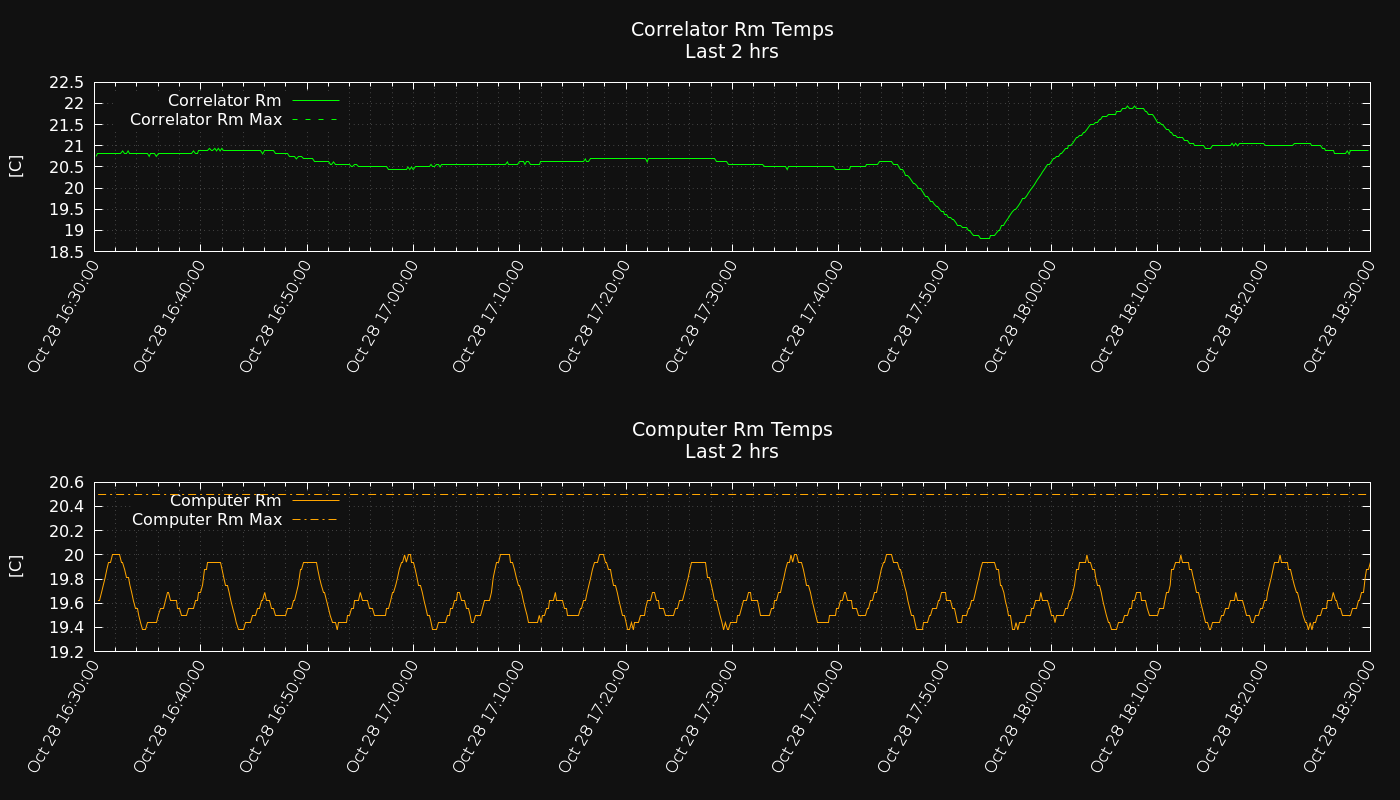 Correlator Rm Temps
Last 2 hrs
22.5
22
21.5
21
20.5
20
19.5
19
18.5
[C]
Correlator Rm
Correlator Rm Max
Oct 28 16:30:00
Oct 28 16:40:00
Oct 28 16:50:00
Oct 28 17:00:00
Oct 28 17:10:00
Oct 28 17:20:00
Oct 28 17:30:00
Oct 28 17:40:00
Oct 28 17:50:00
Oct 28 18:00:00
Oct 28 18:10:00
Oct 28 18:20:00
Oct 28 18:30:00
Computer Rm Temps
Last 2 hrs
20.6
20.4
20.2
20
19.8
19.6
19.4
19.2
[C]
Computer Rm
Computer Rm Max
Oct 28 16:30:00
Oct 28 16:40:00
Oct 28 16:50:00
Oct 28 17:00:00
Oct 28 17:10:00
Oct 28 17:20:00
Oct 28 17:30:00
Oct 28 17:40:00
Oct 28 17:50:00
Oct 28 18:00:00
Oct 28 18:10:00
Oct 28 18:20:00
Oct 28 18:30:00